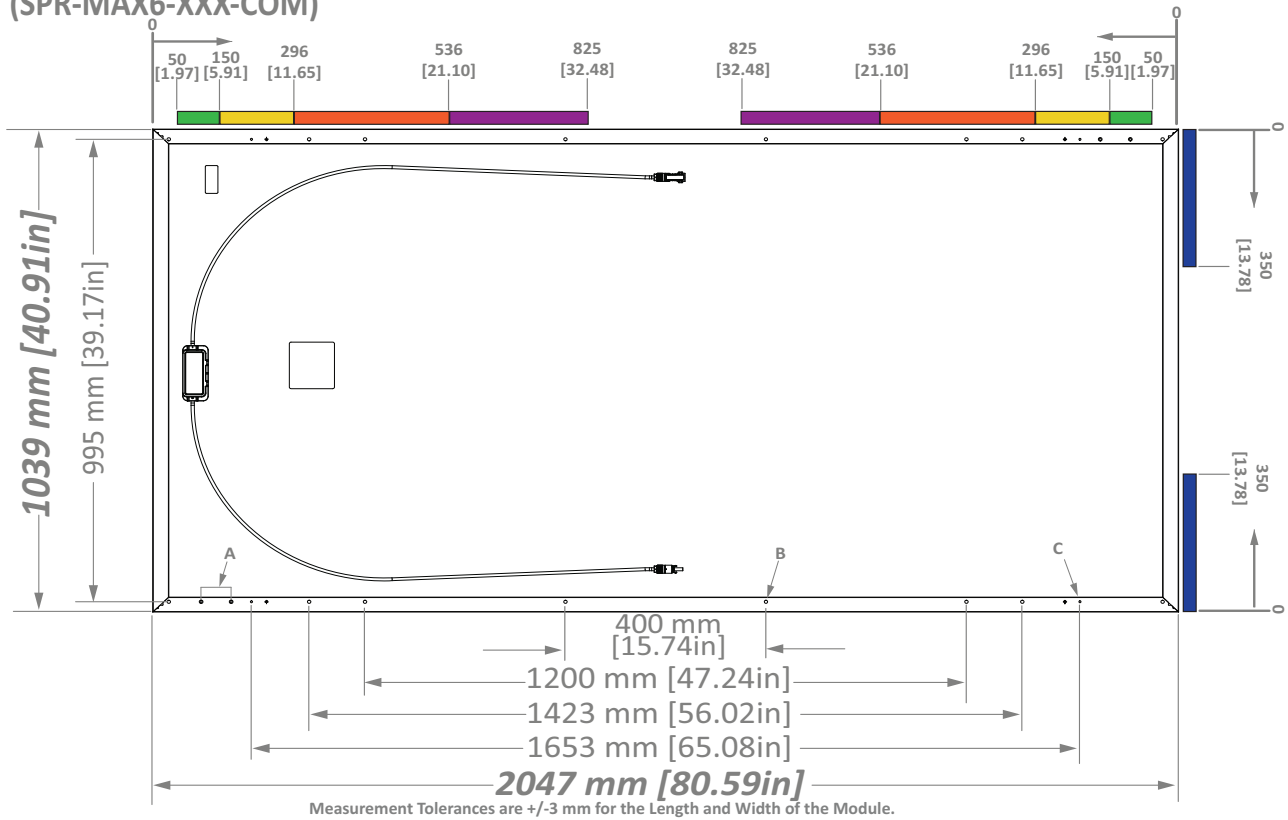 (SPR-MAX6-XXX-COM)
0
0
50
[1.97]
150
[5.91]
296
[11.65]
536
[21.10]
825
[32.48]
825
[32.48]
536
[21.10]
296
[11.65]
150
[5.91]
50
[1.97]
0
350
[13.78]
1039 mm [40.91in]
995 mm [39.17in]
350
[13.78]
0
A
B
C
400 mm
[15.74in]
1200 mm [47.24in]
1423 mm [56.02in]
1653 mm [65.08in]
2047 mm [80.59in]
Measurement Tolerances are +/-3 mm for the Length and Width of the Module.